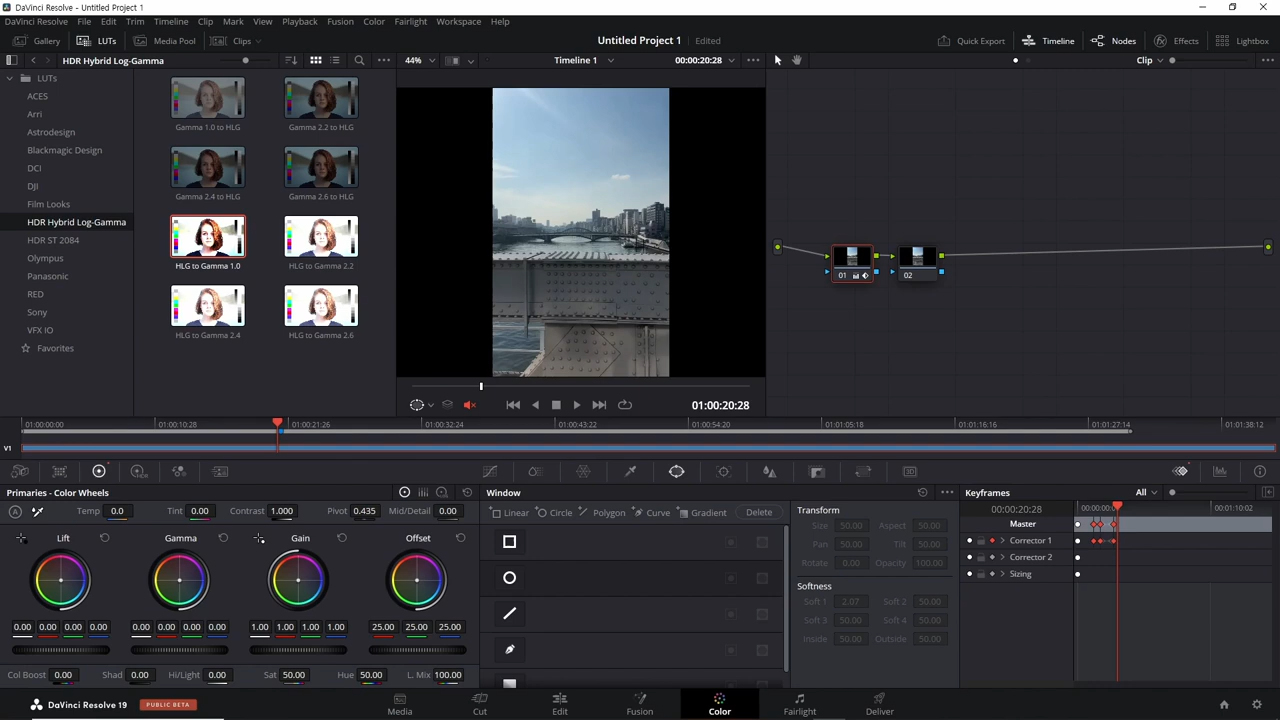 DaVinci Resolve - Untitled Project 1
DaVinci Resolve File Edit Trim Timeline Clip Mark View Playback Fusion Color Fairlight Workspace Help
Gallery LUTs Media Pool Clips Untitled Project 1 Edited Quick Export Timeline Nodes Effects Lightbox
HDR Hybrid Log-Gamma 44% Timeline 1 00:00:20:28 Clip
LUTs
ACES
Arri
Astrodesign
Blackmagic Design
DCI
DJI
Film Looks
HDR Hybrid Log-Gamma
HDR ST 2084
Olympus
Panasonic
RED
Sony
VFX IO
Favorites
Gamma 1.0 to HLG Gamma 2.2 to HLG
Gamma 2.4 to HLG Gamma 2.6 to HLG
HLG to Gamma 1.0 HLG to Gamma 2.2
HLG to Gamma 2.4 HLG to Gamma 2.6
01 02
01:00:20:28
01:00:00:00 01:00:10:28 01:00:21:26 01:00:32:24 01:00:43:22 01:00:54:20 01:01:05:18 01:01:16:16 01:01:27:14 01:01:38:12
V1
Primaries - Color Wheels
Temp 0.0 Tint 0.00 Contrast 1.000 Pivot 0.435 Mid/Detail 0.00
Lift Gamma Gain Offset
0.00 0.00 0.00 0.00 0.00 0.00 0.00 0.00 1.00 1.00 1.00 1.00 25.00 25.00 25.00
Col Boost 0.00 Shad 0.00 Hi/Light 0.00 Sat 50.00 Hue 50.00 L. Mix 100.00
Window
Linear Circle Polygon Curve Gradient Delete
Transform
Size 50.00 Aspect 50.00
Pan 50.00 Tilt 50.00
Rotate 0.00 Opacity 100.00
Softness
Soft 1 2.07 Soft 2 50.00
Soft 3 50.00 Soft 4 50.00
Inside 50.00 Outside 50.00
Keyframes All
00:00:20:28 00:01:10:02
Master
Corrector 1
Corrector 2
Sizing
DaVinci Resolve 19 PUBLIC BETA Media Cut Edit Fusion Color Fairlight Deliver